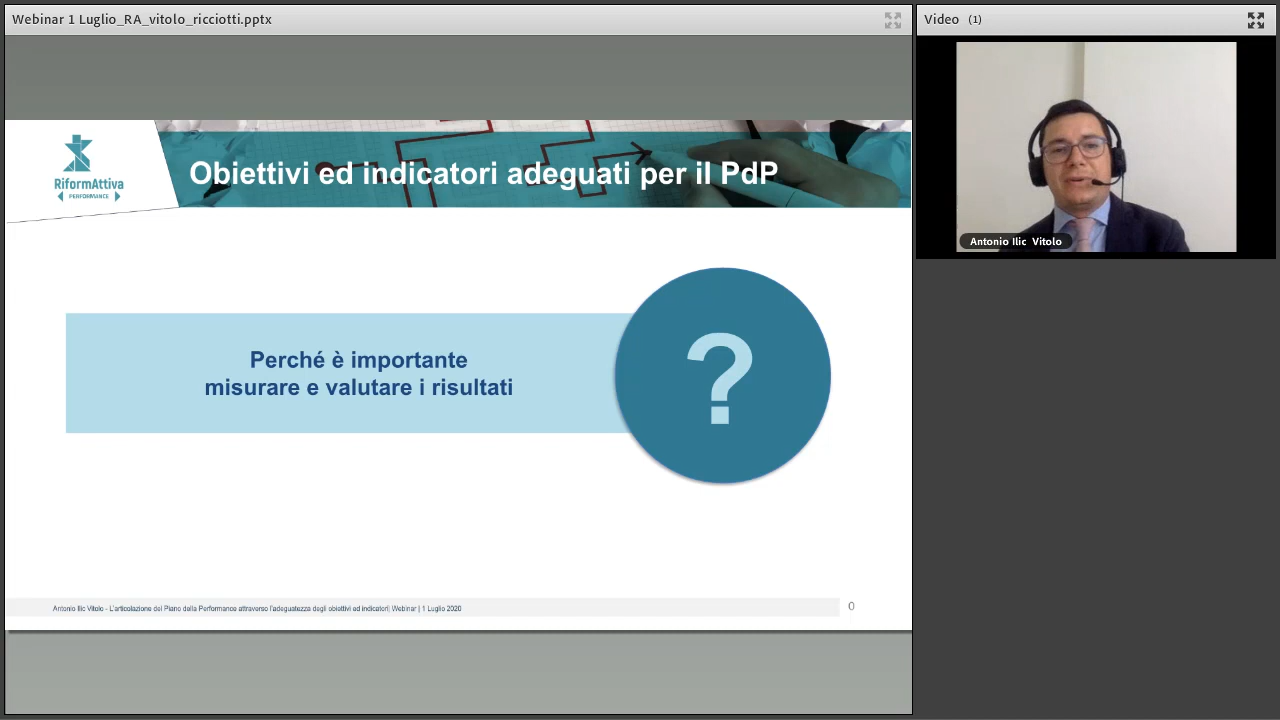 Webinar 1 Luglio_RA_vitolo_ricciotti.pptx
Video (1)
Antonio Ilic Vitolo
RiformAttiva
PERFORMANCE
Obiettivi ed indicatori adeguati per il PdP
Perché è importante
misurare e valutare i risultati
?
Antonio Ilic Vitolo - L'articolazione del Piano della Performance attraverso l'adeguatezza degli obiettivi ed indicatori| Webinar | 1 Luglio 2020
0